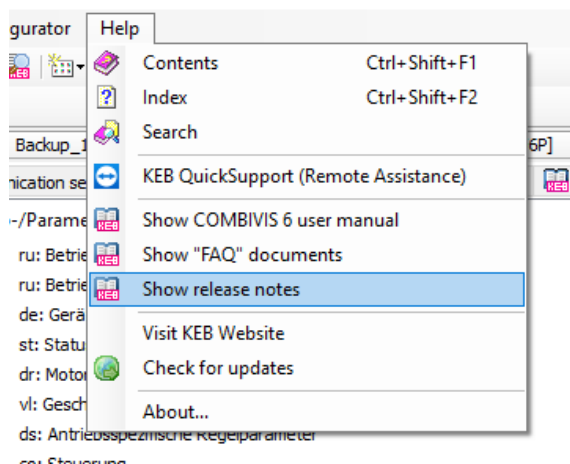 gurator Help
Contents Ctrl+Shift+F1
Index Ctrl+Shift+F2
Search
Backup_1 6P]
KEB QuickSupport (Remote Assistance)
nication se
Show COMBIVIS 6 user manual
-/Parame
Show "FAQ" documents
ru: Betrie
Show release notes
ru: Betrie
de: Gerä
Visit KEB Website
st: Statu
Check for updates
dr: Motor
About...
vl: Gesch
ds: Antriebsspezifische Regelparameter
co: Steuerung